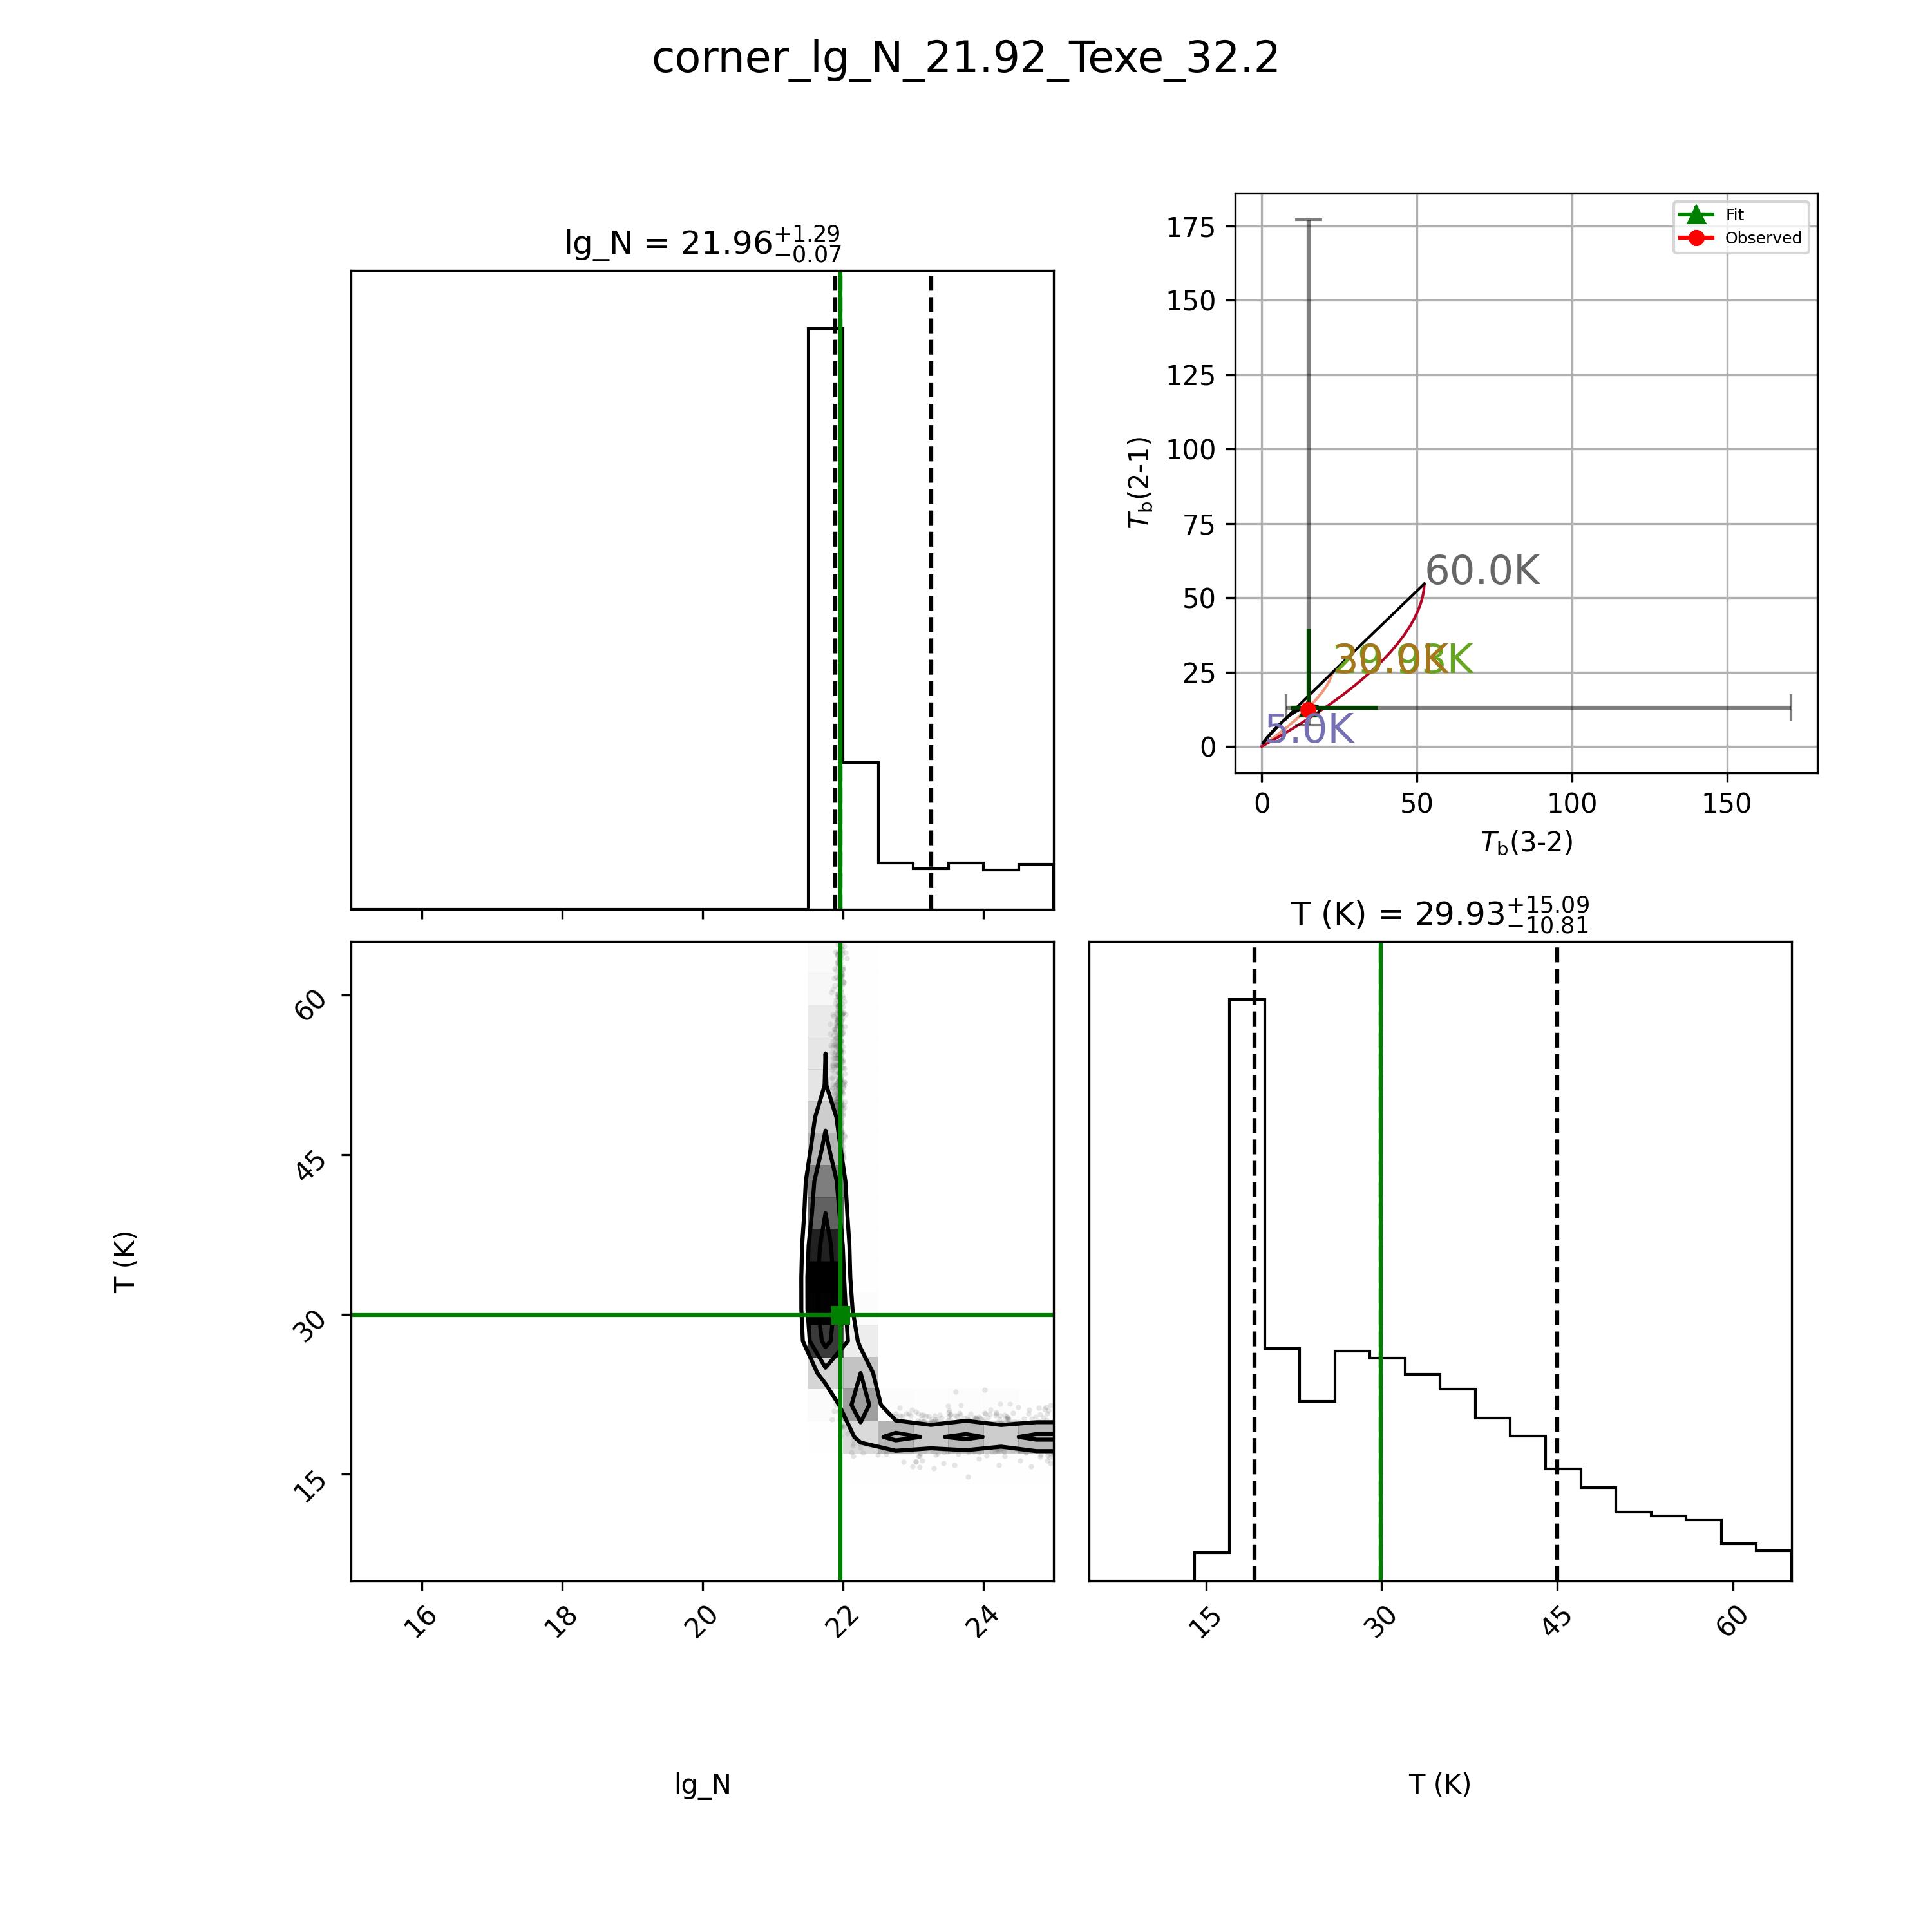 corner_lg_N_21.92_Texe_32.2
lg_N = 21.96+1.29−0.07
175
150
125
100
75
50
25
0
Tb(2-1)
Fit
Observed
60.0K
5.0K
0
50
100
150
Tb(3-2)
T (K) = 29.93+15.09−10.81
60
45
30
15
T (K)
16
18
20
22
24
15
30
45
60
lg_N
T (K)